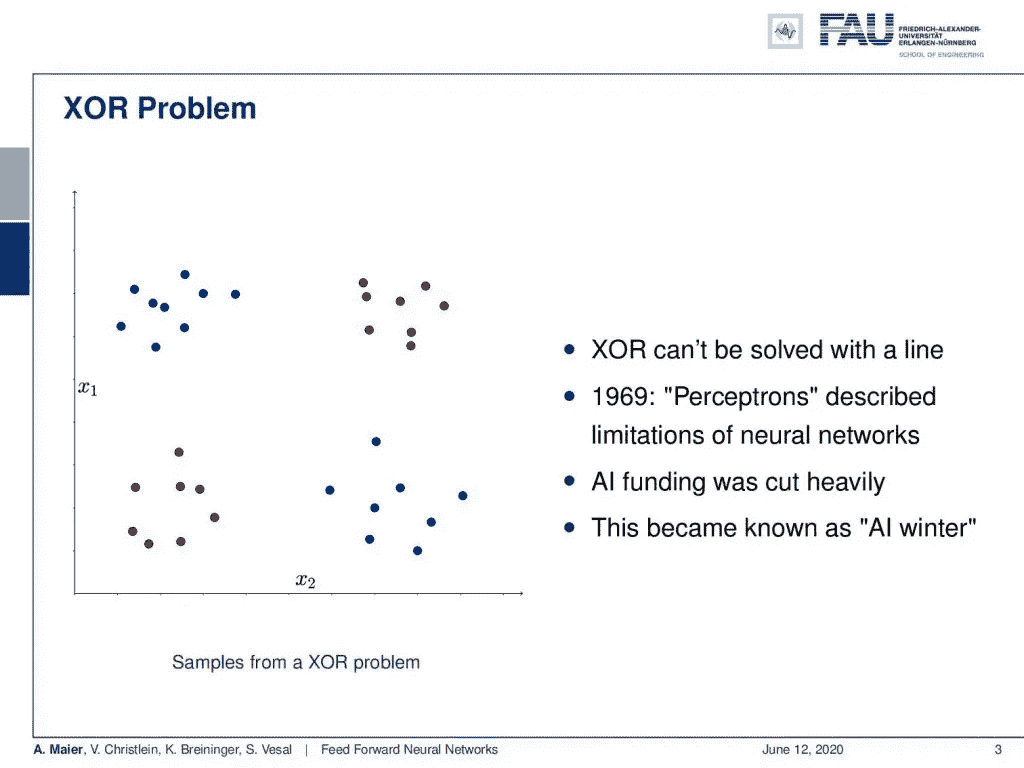 FAU
FRIEDRICH-ALEXANDER-
UNIVERSITÄT
ERLANGEN-NÜRNBERG
SCHOOL OF ENGINEERING
XOR Problem
x1
x2
Samples from a XOR problem
• XOR can't be solved with a line
• 1969: "Perceptrons" described
limitations of neural networks
• AI funding was cut heavily
• This became known as "AI winter"
A. Maier, V. Christlein, K. Breininger, S. Vesal | Feed Forward Neural Networks June 12, 2020 3